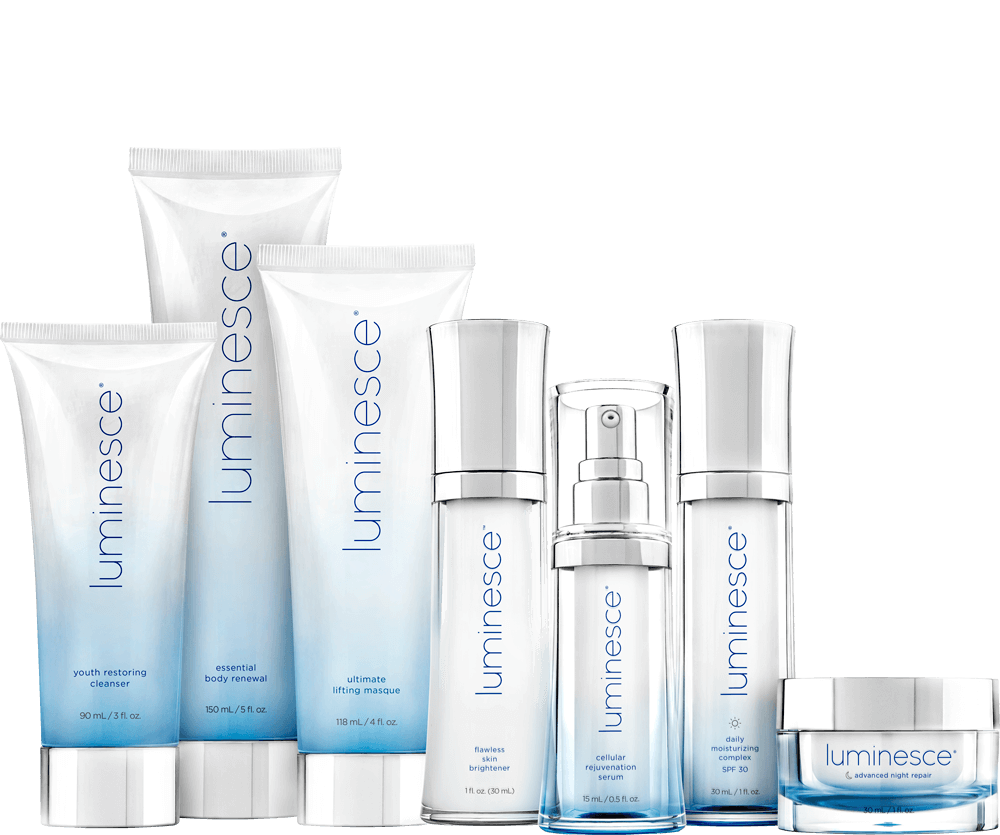 luminesce®
youth restoring
cleanser
90 mL / 3 fl. oz.
luminesce®
essential
body renewal
150 mL / 5 fl. oz.
luminesce®
ultimate
lifting masque
118 mL / 4 fl. oz.
luminesce™
flawless
skin
brightener
1 fl. oz. (30 mL)
luminesce®
cellular
rejuvenation
serum
15 mL / 0.5 fl. oz.
luminesce®
daily
moisturizing
complex
SPF 30
30 mL / 1 fl. oz.
luminesce®
advanced night repair
30 mL / 1 fl. oz.